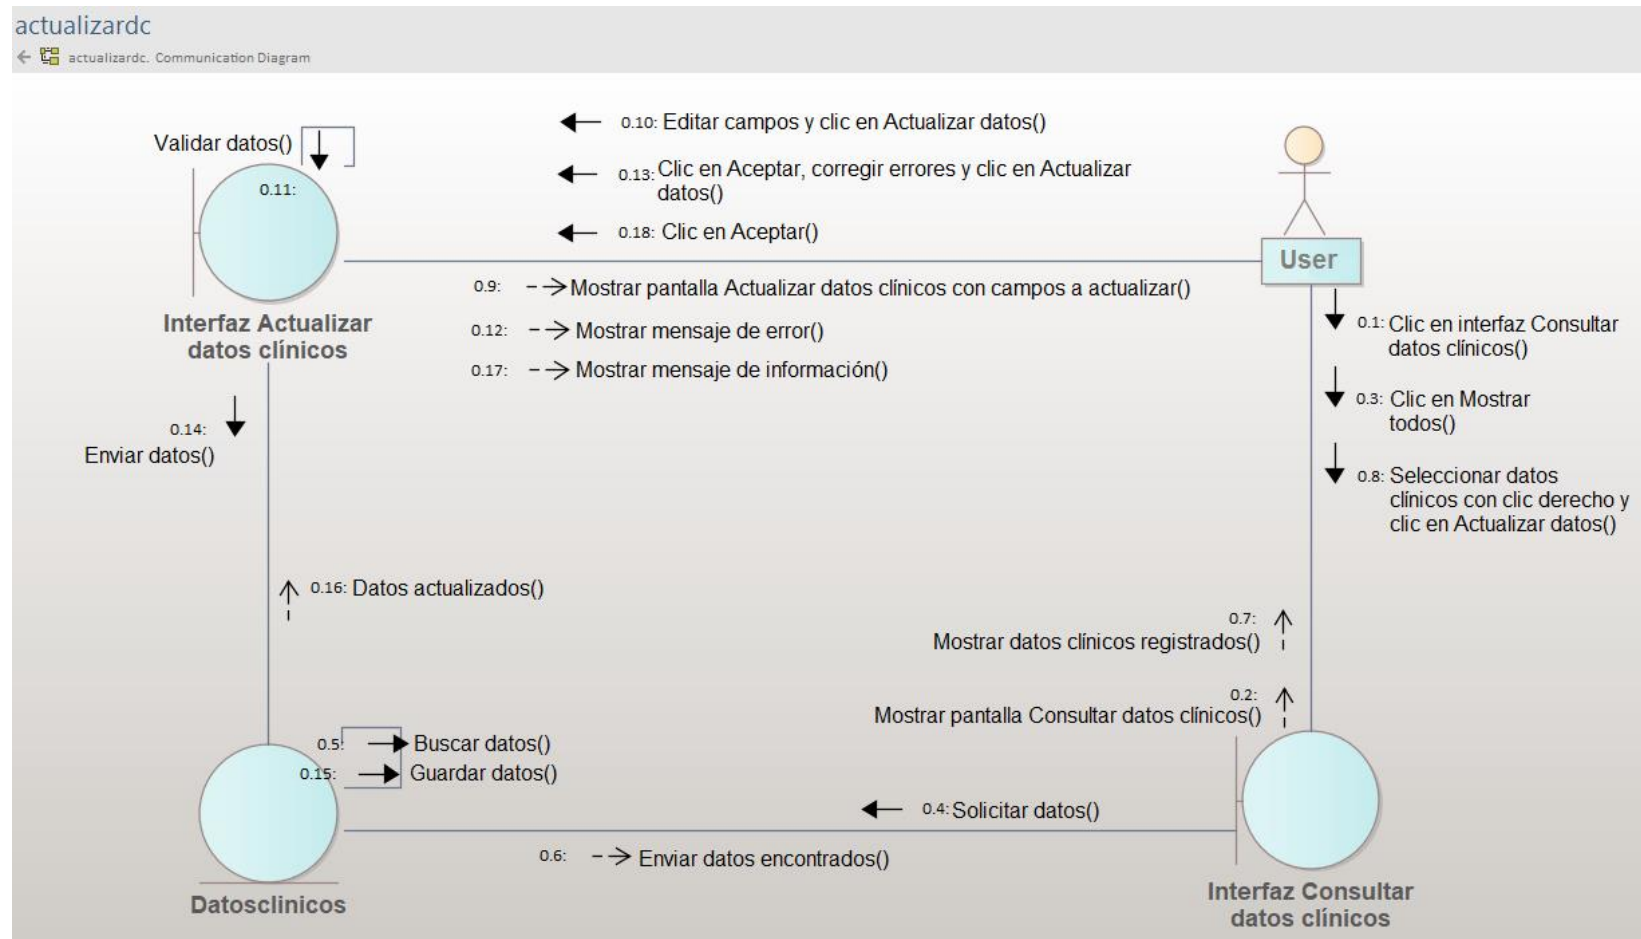 actualizardc
actualizardc. Communication Diagram
0.10: Editar campos y clic en Actualizar datos()
Validar datos()
0.13: Clic en Aceptar, corregir errores y clic en Actualizar
datos()
0.11:
0.18: Clic en Aceptar()
User
0.9: Mostrar pantalla Actualizar datos clínicos con campos a actualizar()
Interfaz Actualizar
datos clínicos
0.12: Mostrar mensaje de error()
0.17: Mostrar mensaje de información()
0.1: Clic en interfaz Consultar
datos clínicos()
0.3: Clic en Mostrar
todos()
0.8: Seleccionar datos
clínicos con clic derecho y
clic en Actualizar datos()
0.14:
Enviar datos()
0.16: Datos actualizados()
0.7:
Mostrar datos clínicos registrados()
0.2:
Mostrar pantalla Consultar datos clínicos()
0.5: Buscar datos()
0.15: Guardar datos()
0.4: Solicitar datos()
0.6: Enviar datos encontrados()
Datosclinicos
Interfaz Consultar
datos clínicos